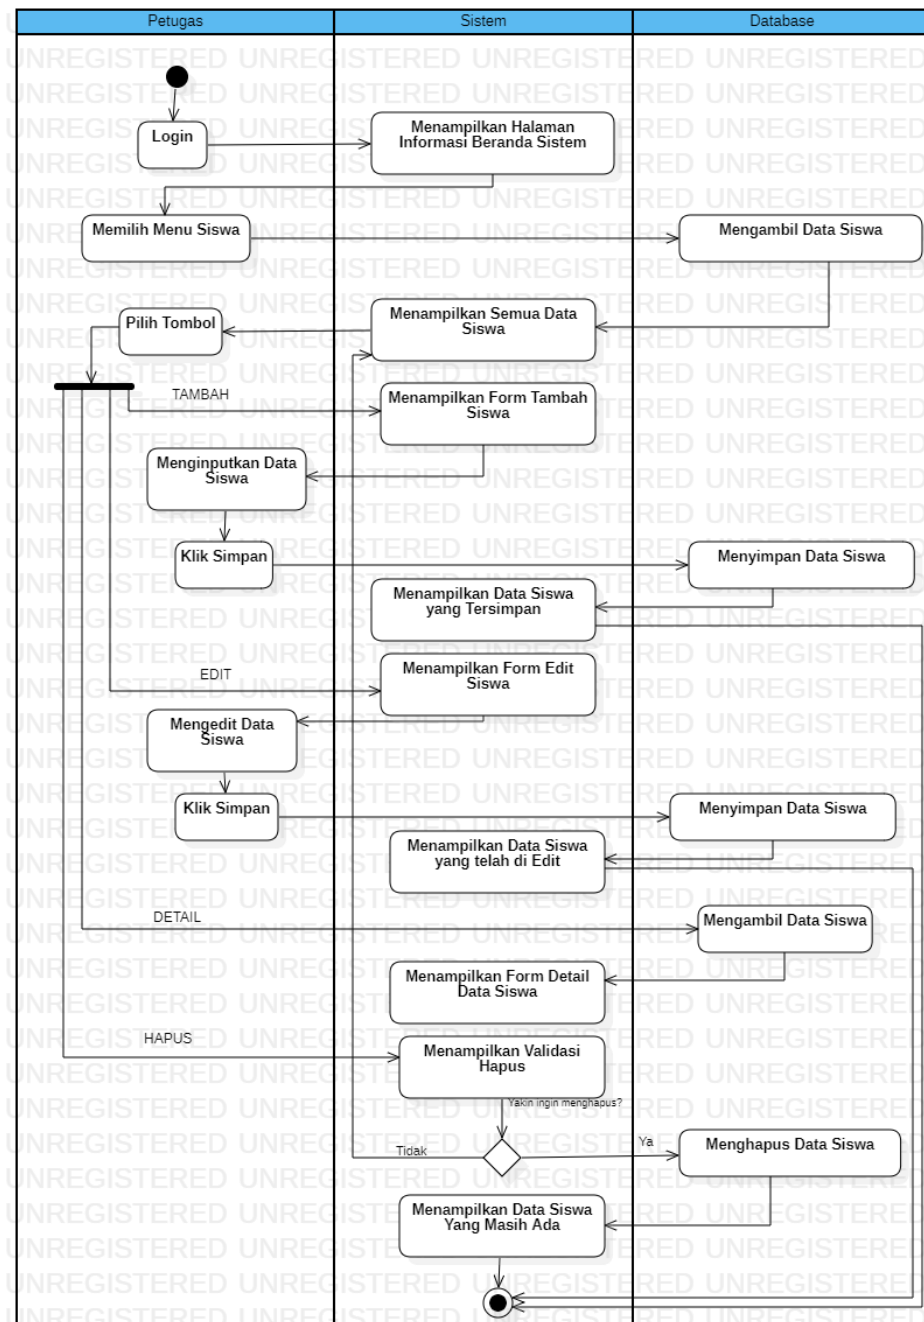 Petugas
Sistem
Database
Login
Menampilkan Halaman
Informasi Beranda Sistem
Memilih Menu Siswa
Mengambil Data Siswa
Pilih Tombol
Menampilkan Semua Data
Siswa
TAMBAH
Menampilkan Form Tambah
Siswa
Menginputkan Data
Siswa
Klik Simpan
Menyimpan Data Siswa
Menampilkan Data Siswa
yang Tersimpan
EDIT
Menampilkan Form Edit
Siswa
Mengedit Data
Siswa
Klik Simpan
Menyimpan Data Siswa
Menampilkan Data Siswa
yang telah di Edit
DETAIL
Mengambil Data Siswa
Menampilkan Form Detail
Data Siswa
HAPUS
Menampilkan Validasi
Hapus
Yakin ingin menghapus?
Tidak
Ya
Menghapus Data Siswa
Menampilkan Data Siswa
Yang Masih Ada
UNREGISTERED